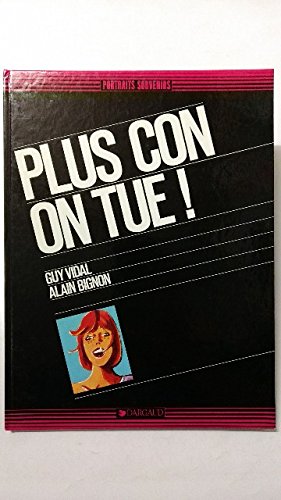 PORTRAITS SOUVENIRS
PLUS CON
ON TUE !
GUY VIDAL
ALAIN BIGNON
DARGAUD